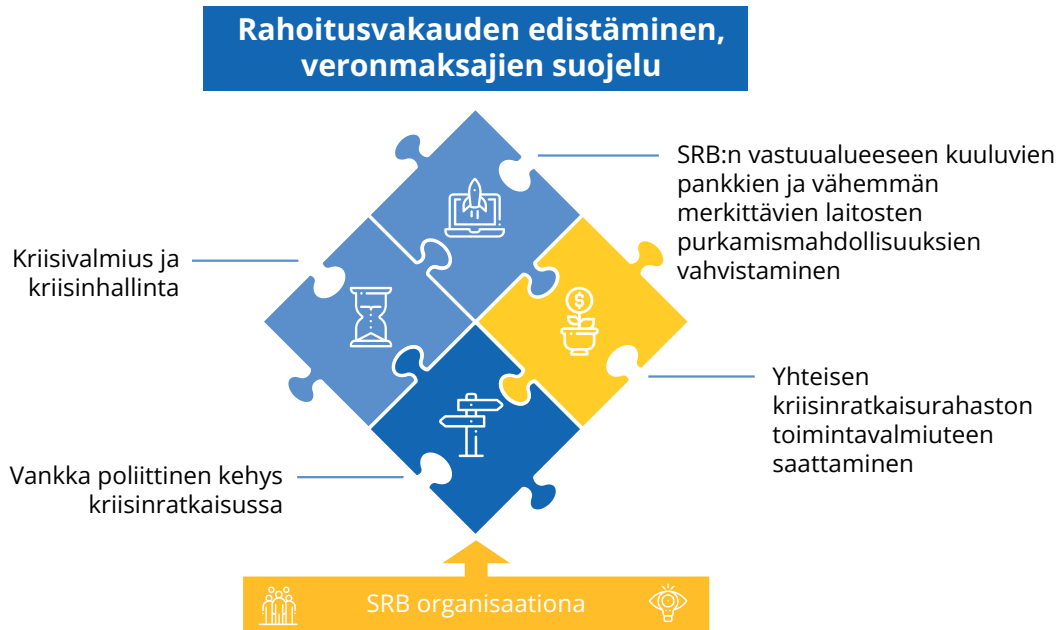 Rahoitusvakauden edistäminen,
veronmaksajien suojelu
SRB:n vastuualueeseen kuuluvien
pankkien ja vähemmän
merkittävien laitosten
purkamismahdollisuuksien
vahvistaminen
Kriisivalmius ja
kriisinhallinta
$
Yhteisen
kriisinratkaisurahaston
toimintavalmiuteen
saattaminen
Vankka poliittinen kehys
kriisinratkaisussa
SRB organisaationa